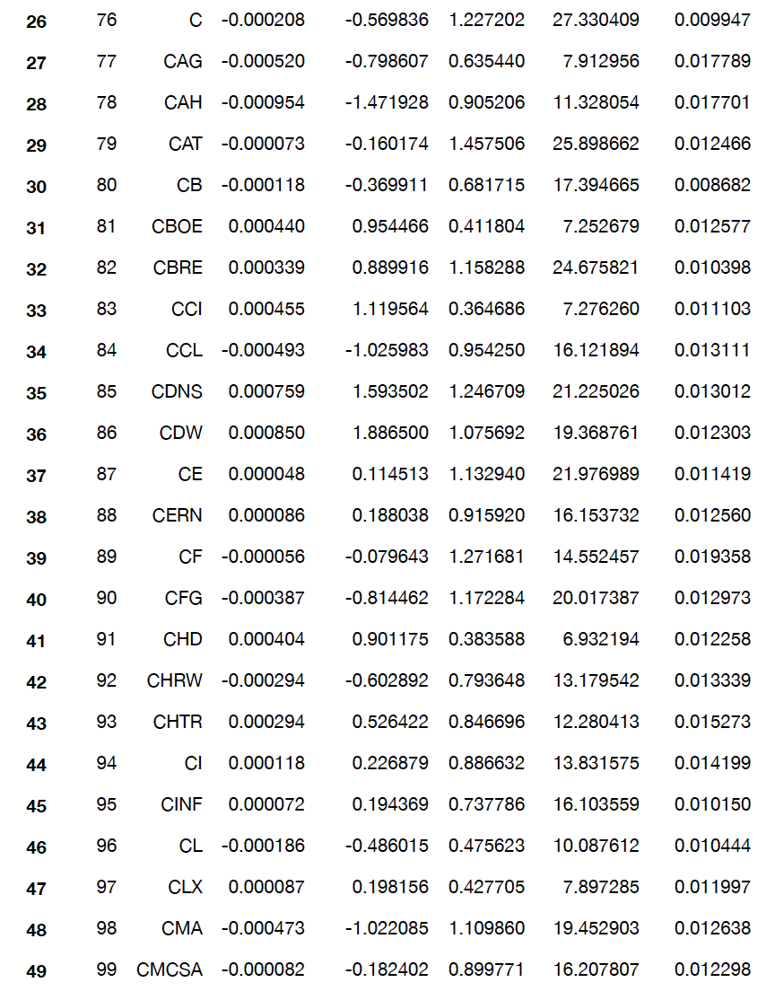 26 76 C -0.000208 -0.569836 1.227202 27.330409 0.009947
27 77 CAG -0.000520 -0.798607 0.635440 7.912956 0.017789
28 78 CAH -0.000954 -1.471928 0.905206 11.328054 0.017701
29 79 CAT -0.000073 -0.160174 1.457506 25.898662 0.012466
30 80 CB -0.000118 -0.369911 0.681715 17.394665 0.008682
31 81 CBOE 0.000440 0.954466 0.411804 7.252679 0.012577
32 82 CBRE 0.000339 0.889916 1.158288 24.675821 0.010398
33 83 CCI 0.000455 1.119564 0.364686 7.276260 0.011103
34 84 CCL -0.000493 -1.025983 0.954250 16.121894 0.013111
35 85 CDNS 0.000759 1.593502 1.246709 21.225026 0.013012
36 86 CDW 0.000850 1.886500 1.075692 19.368761 0.012303
37 87 CE 0.000048 0.114513 1.132940 21.976989 0.011419
38 88 CERN 0.000086 0.188038 0.915920 16.153732 0.012560
39 89 CF -0.000056 -0.079643 1.271681 14.552457 0.019358
40 90 CFG -0.000387 -0.814462 1.172284 20.017387 0.012973
41 91 CHD 0.000404 0.901175 0.383588 6.932194 0.012258
42 92 CHRW -0.000294 -0.602892 0.793648 13.179542 0.013339
43 93 CHTR 0.000294 0.526422 0.846696 12.280413 0.015273
44 94 CI 0.000118 0.226879 0.886632 13.831575 0.014199
45 95 CINF 0.000072 0.194369 0.737786 16.103559 0.010150
46 96 CL -0.000186 -0.486015 0.475623 10.087612 0.010444
47 97 CLX 0.000087 0.198156 0.427705 7.897285 0.011997
48 98 CMA -0.000473 -1.022085 1.109860 19.452903 0.012638
49 99 CMCSA -0.000082 -0.182402 0.899771 16.207807 0.012298